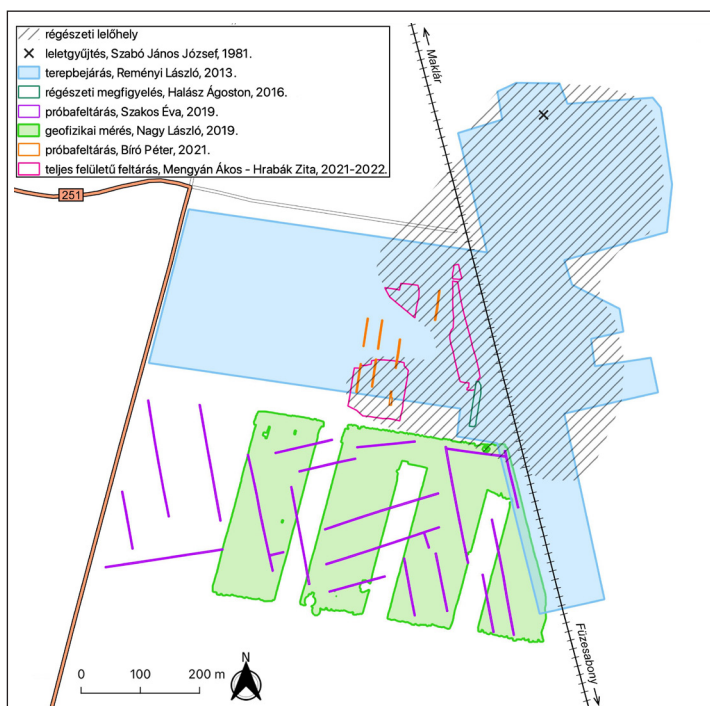 régészeti lelőhely
leletgyűjtés, Szabó János József, 1981.
terepbejárás, Reményi László, 2013.
régészeti megfigyelés, Halász Ágoston, 2016.
próbafeltárás, Szakos Éva, 2019.
geofizikai mérés, Nagy László, 2019.
próbafeltárás, Bíró Péter, 2021.
teljes felületű feltárás, Mengyán Ákos - Hrabák Zita, 2021-2022.
Maklár
251
Füzesabony
N
0 100 200 m